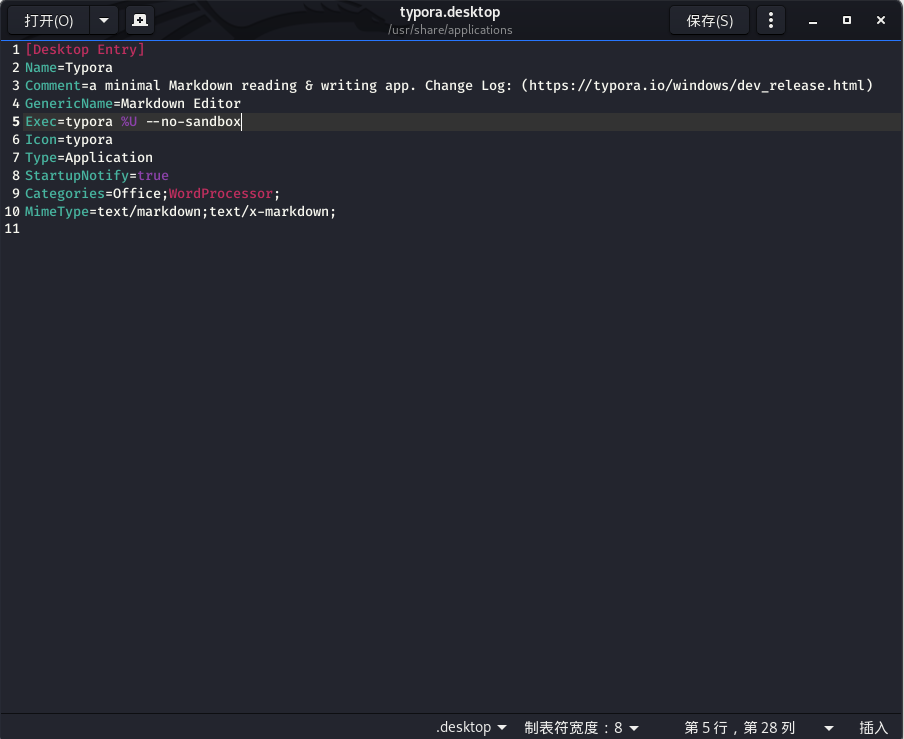 打开(O)
typora.desktop
/usr/share/applications
保存(S)
1 [Desktop Entry]
2 Name=Typora
3 Comment=a minimal Markdown reading & writing app. Change Log: (https://typora.io/windows/dev_release.html)
4 GenericName=Markdown Editor
5 Exec=typora %U --no-sandbox
6 Icon=typora
7 Type=Application
8 StartupNotify=true
9 Categories=Office;WordProcessor;
10 MimeType=text/markdown;text/x-markdown;
11
.desktop 制表符宽度：8 第 5 行，第 28 列 插入